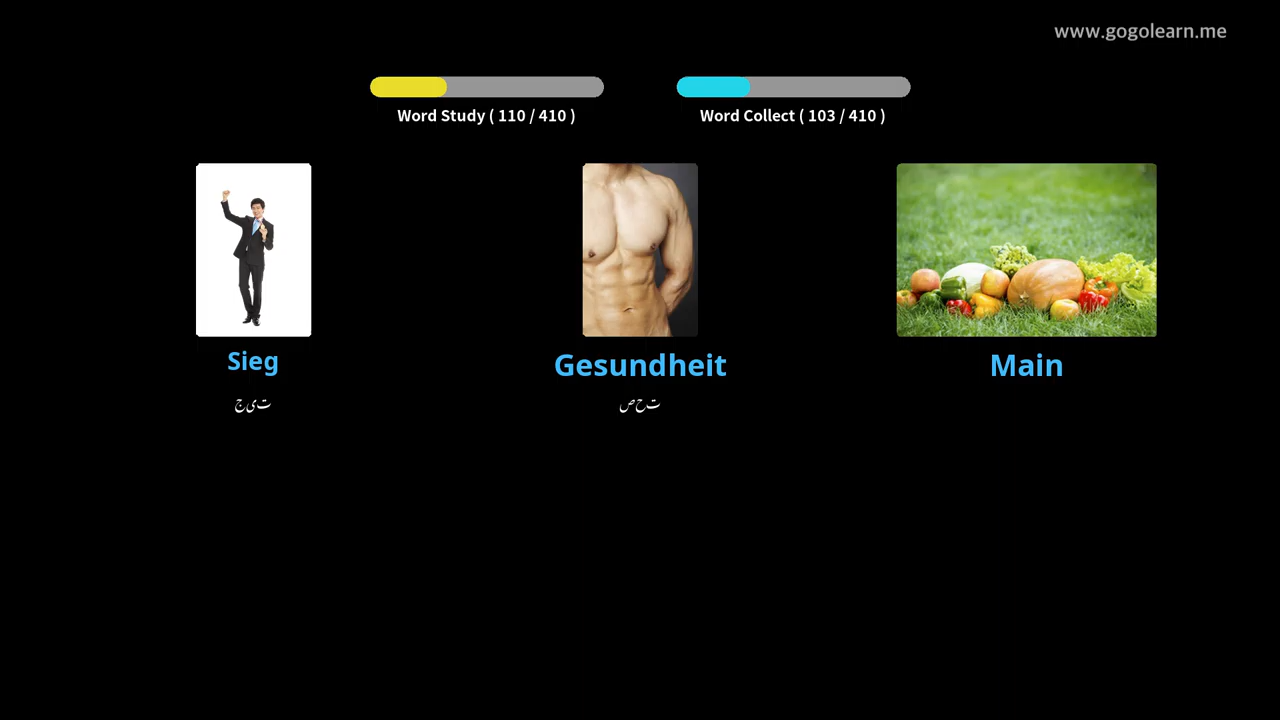 www.gogolearn.me
Word Study ( 110 / 410 )
Word Collect ( 103 / 410 )
Sieg
Gesundheit
Main
جیت
صحت